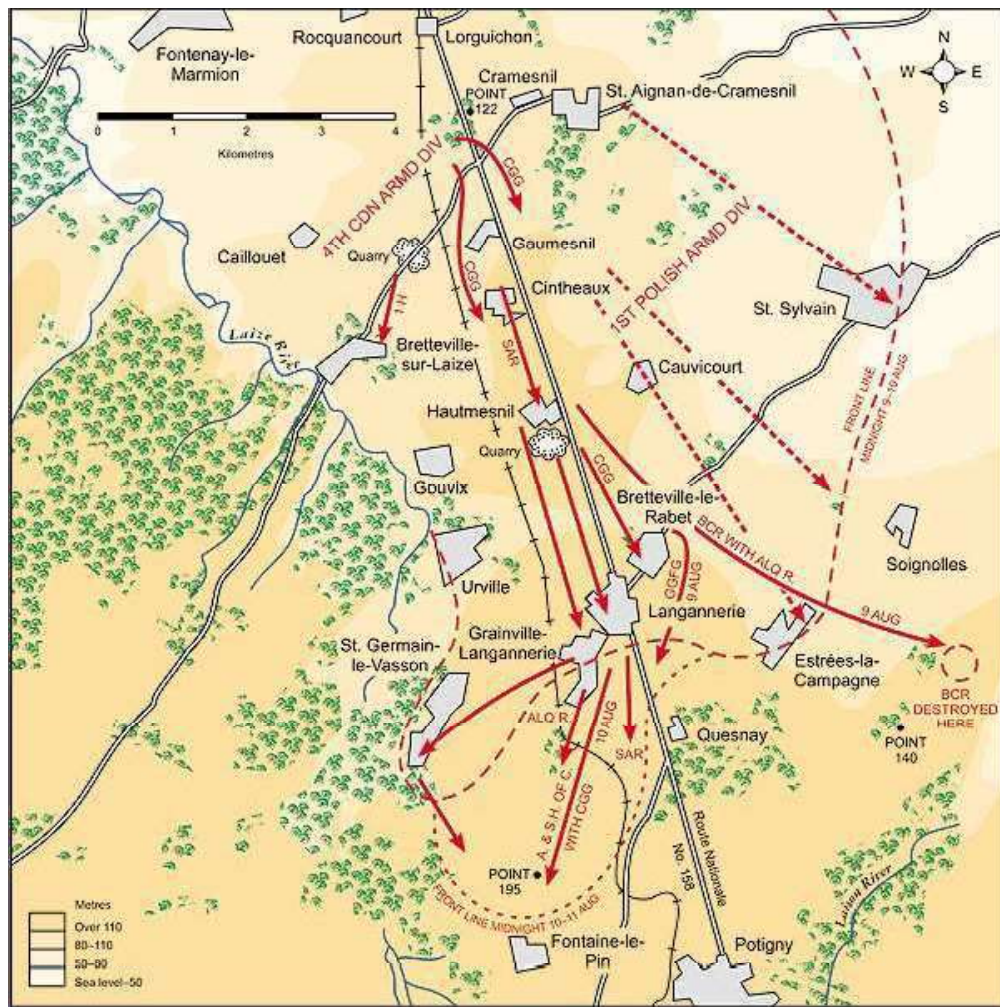 Fontenay-le-
Marmion
Rocquancourt
Lorguichon
N
W
E
S
Cramesnil
POINT
122
St. Aignan-de-Cramesnil
0
1
2
3
4
Kilometres
4TH CDN ARMD DIV
CGG
Gaumesnil
Caillouet
Quarry
CGG
Cintheaux
1ST POLISH ARMD DIV
St. Sylvain
Laize River
Bretteville-
sur-Laize
SAR
Cauvicourt
FRONT LINE
MIDNIGHT 9–10 AUG
Hautmesnil
Quarry
CGG
Gouvix
Bretteville-le-
Rabet
BCR WITH ALQ R.
Soignolles
Urville
GGFG
9 AUG
Langannerie
9 AUG
Grainville-
Langannerie
St. Germain-
le-Vasson
Estrées-la-
Campagne
BCR
DESTROYED
HERE
ALQ R.
10 AUG
SAR
Quesnay
POINT
140
A. & S.H. OF C.
WITH CGG
POINT
195
Route Nationale
No. 158
FRONT LINE MIDNIGHT 10–11 AUG
Laison River
Metres
Over 110
80–110
50–80
Sea level–50
Fontaine-le-
Pin
Potigny